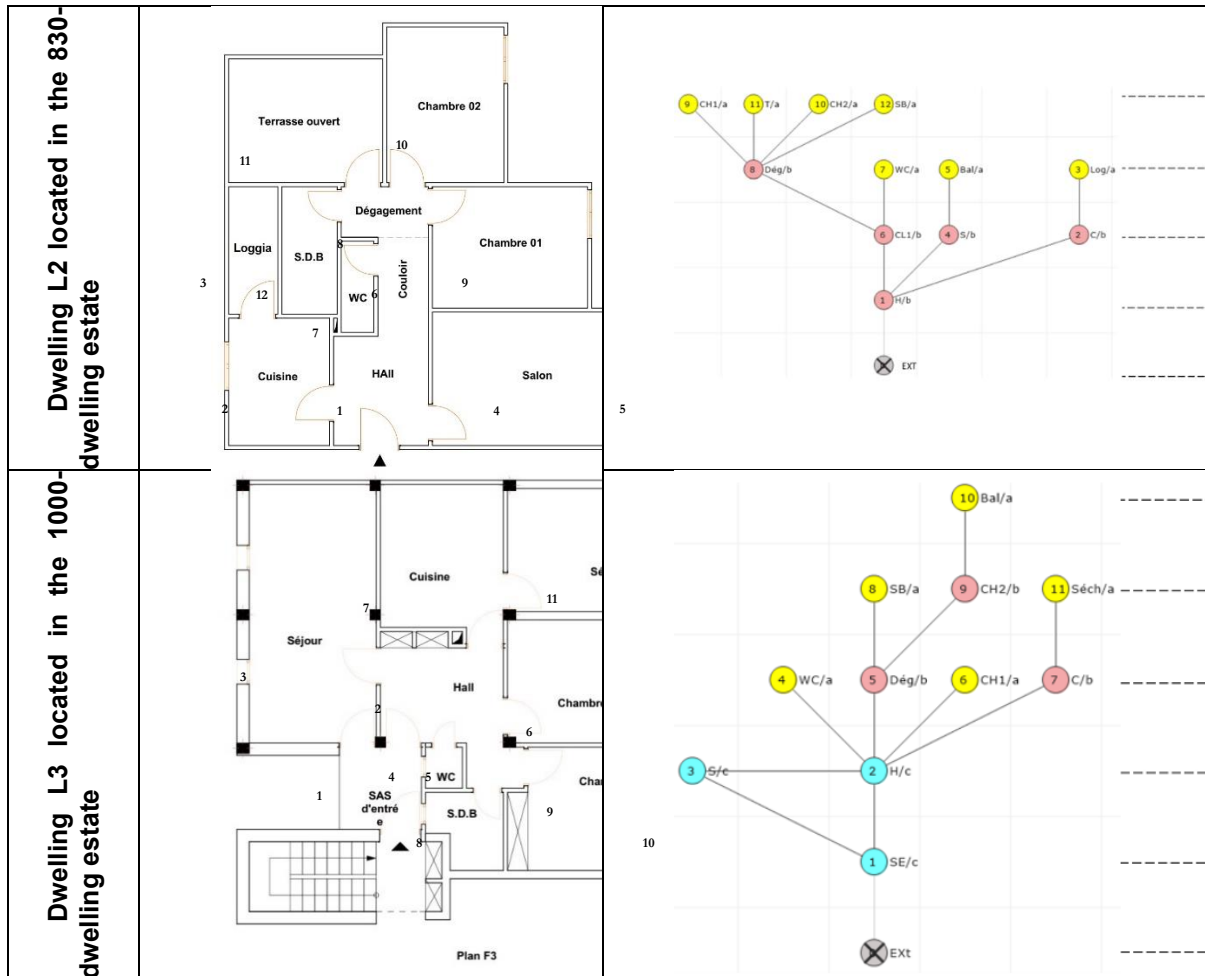 Dwelling L2 located in the 830-
dwelling estate
Chambre 02
Terrasse ouvert
11
10
Dégagement
Loggia
S.D.B
8
Chambre 01
Couloir
3
12
WC
6
9
7
Cuisine
HAll
Salon
2
1
4
5
9 CH1/a
11 T/a
10 CH2/a
12 SB/a
8 Dég/b
7 WC/a
5 Bal/a
3 Log/a
6 CL1/b
4 S/b
2 C/b
1 H/b
EXT
Dwelling L3 located in the 1000-
dwelling estate
Cuisine
Sé
11
7
Séjour
Hall
3
Chambre
2
6
4
5
WC
Cha
1
SAS
d'entré
e
S.D.B
9
8
10
Plan F3
10 Bal/a
8 SB/a
9 CH2/b
11 Séch/a
4 WC/a
5 Dég/b
6 CH1/a
7 C/b
3 S/c
2 H/c
1 SE/c
EXt